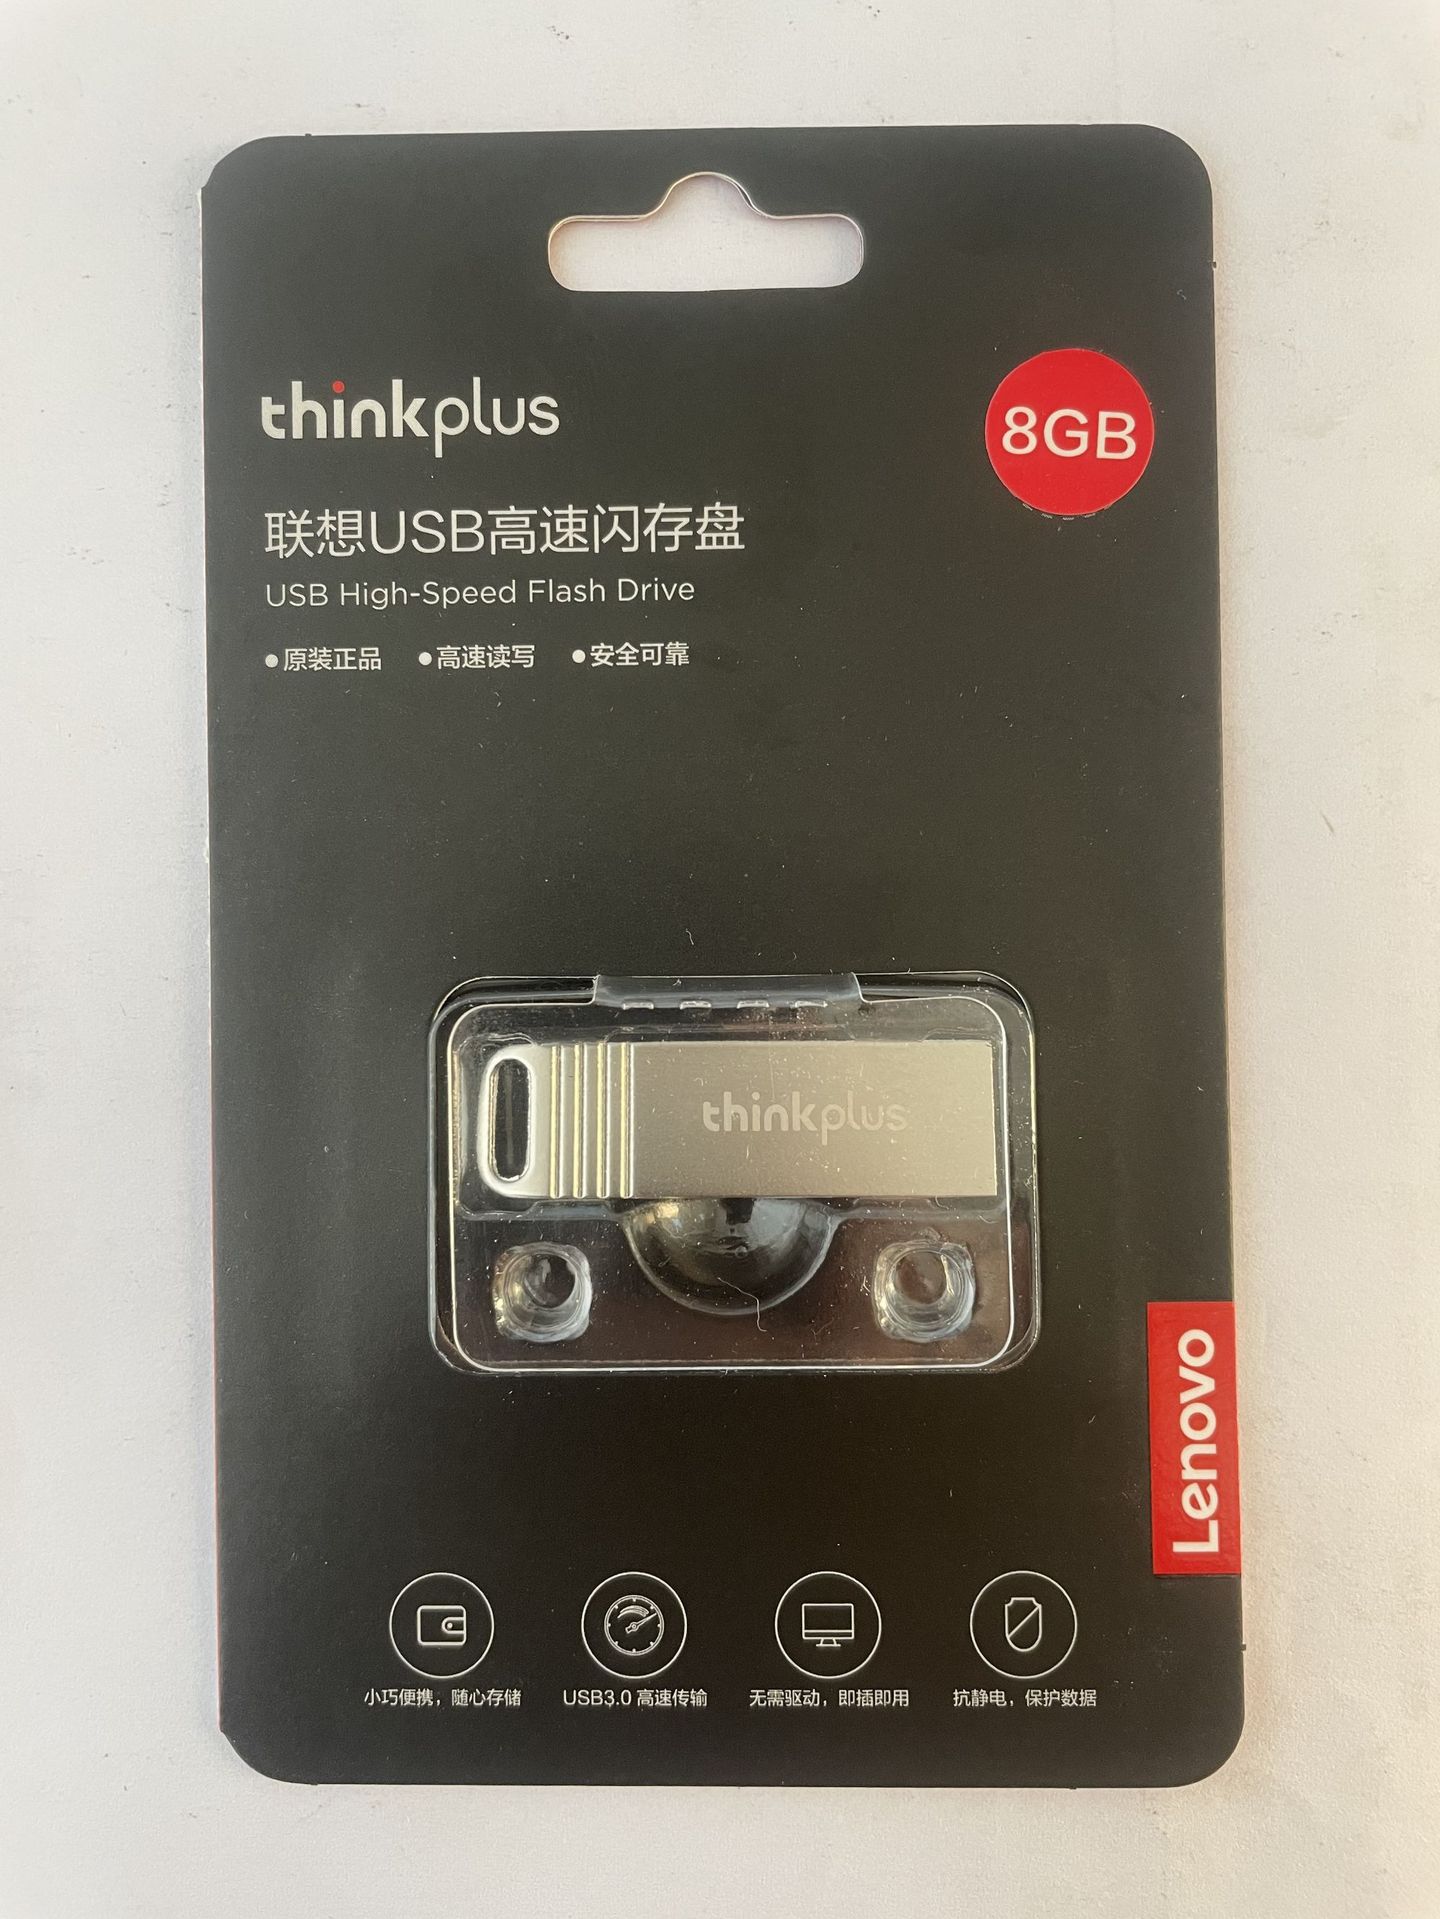 thinkplus
8GB
联想USB高速闪存盘
USB High-Speed Flash Drive
•原装正品 •高速读写 •安全可靠
thinkplus
Lenovo
小巧便携，随心存储
USB3.0 高速传输
无需驱动，即插即用
抗静电，保护数据